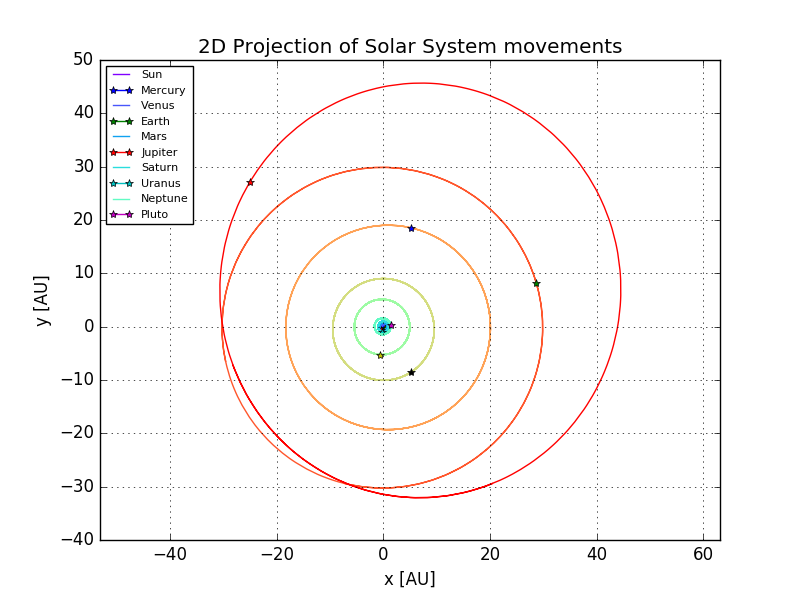 2D Projection of Solar System movements
50
40
30
20
10
0
−10
−20
−30
−40
y [AU]
Sun
Mercury
Venus
Earth
Mars
Jupiter
Saturn
Uranus
Neptune
Pluto
−40 −20 0 20 40 60
x [AU]